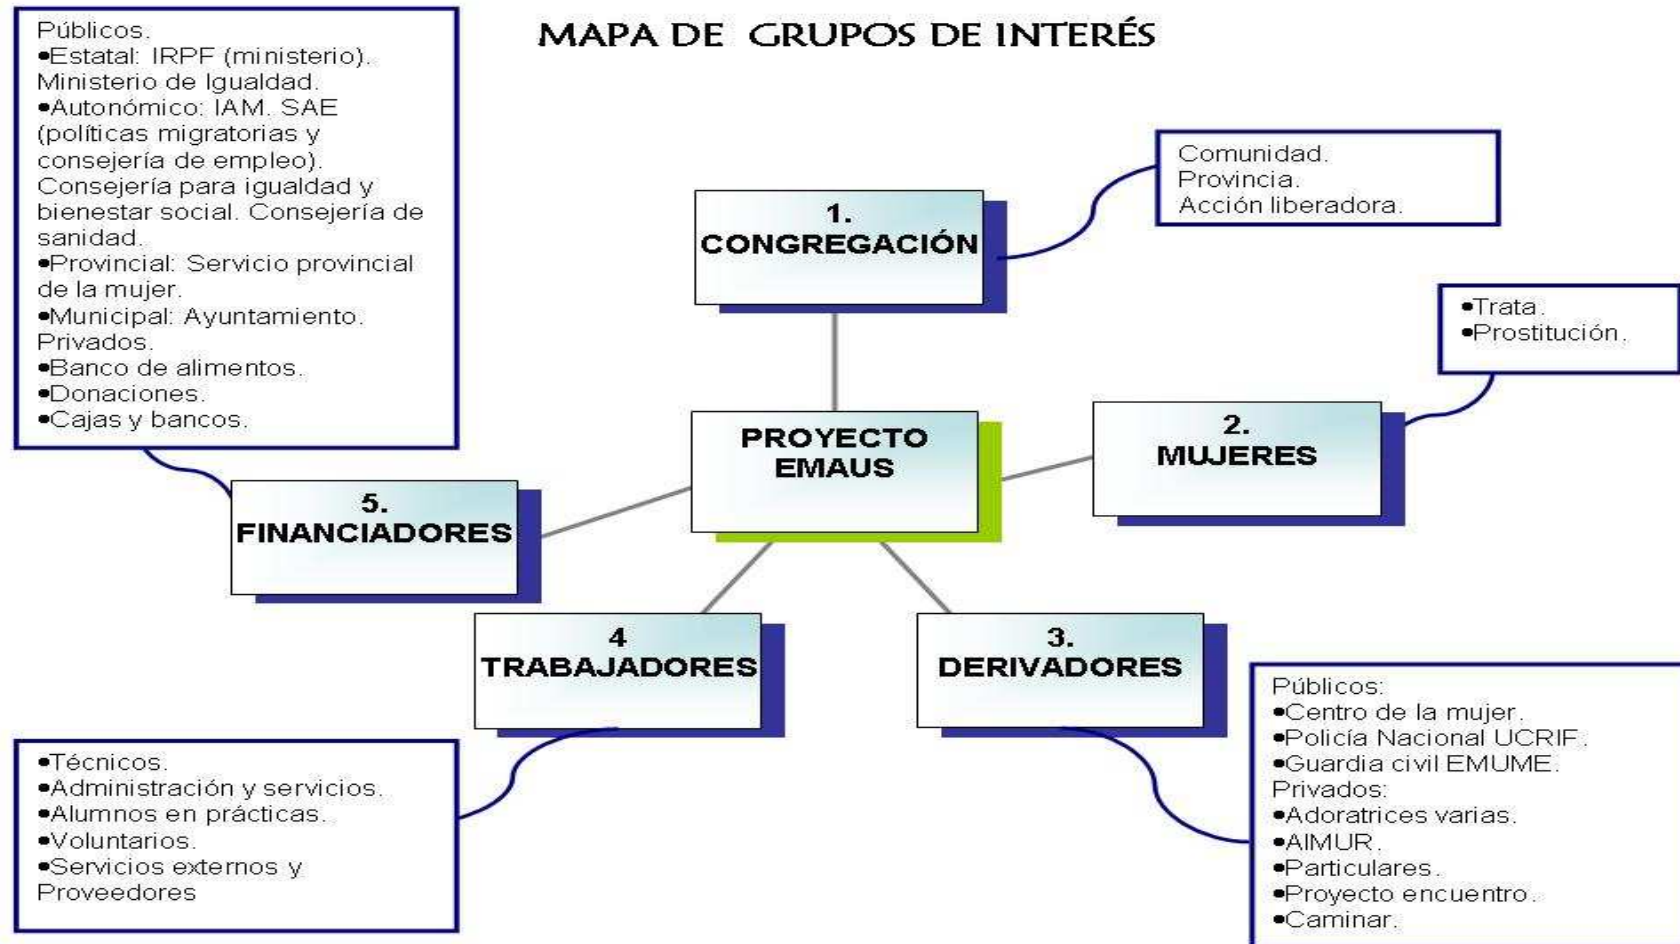 MAPA DE GRUPOS DE INTERÉS
Públicos.
•Estatal: IRPF (ministerio).
Ministerio de Igualdad.
•Autonómico: IAM. SAE
(políticas migratorias y
consejería de empleo).
Consejería para igualdad y
bienestar social. Consejería de
sanidad.
•Provincial: Servicio provincial
de la mujer.
•Municipal: Ayuntamiento.
Privados.
•Banco de alimentos.
•Donaciones.
•Cajas y bancos.
1.
CONGREGACIÓN
Comunidad.
Provincia.
Acción liberadora.
•Trata.
•Prostitución.
PROYECTO
EMAUS
2.
MUJERES
5.
FINANCIADORES
4
TRABAJADORES
3.
DERIVADORES
•Técnicos.
•Administración y servicios.
•Alumnos en prácticas.
•Voluntarios.
•Servicios externos y
Proveedores
Públicos:
•Centro de la mujer.
•Policía Nacional UCRIF.
•Guardia civil EMUME.
Privados:
•Adoratrices varias.
•AIMUR.
•Particulares.
•Proyecto encuentro.
•Caminar.